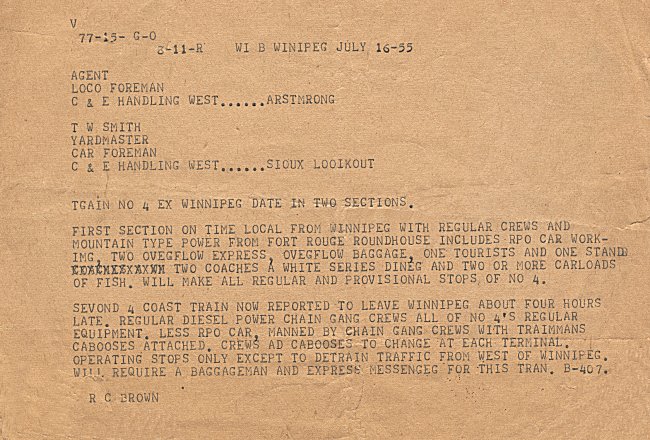 V
77-15- G-O
3-11-R WI B WINIPEG JULY 16-55
AGENT
LOCO FOREMAN
C & E HANDLING WEST......ARSTMRONG
T W SMITH
YARDMASTER
CAR FOREMAN
C & E HANDLING WEST......SIOUX LOOIKOUT
TGAIN NO 4 EX WINNIPEG DATE IN TWO SECTIONS.
FIRST SECTION ON TIME LOCAL FROM WINNIPEG WITH REGULAR CREWS AND
MOUNTAIN TYPE POWER FROM FORT ROUGE ROUNDHOUSE INCLUDES RPO CAR WORK-
IMG, TWO OVEGFLOW EXPRESS, OVEGFLOW BAGGAGE, ONE TOURISTS AND ONE STAND
TWO COACHES A WHITE SERIES DINEG AND TWO OR MORE CARLOADS
OF FISH. WILL MAKE ALL REGULAR AND PROVISIONAL STOPS OF NO 4.
SEVOND 4 COAST TRAIN NOW REPORTED TO LEAVE WINNIPEG ABOUT FOUR HOURS
LATE. REGULAR DIESEL POWER CHAIN GANG CREWS ALL OF NO 4'S REGULAR
EQUIPMENT. LESS RPO CAR, MANNED BY CHAIN GANG CREWS WITH TRAIMMANS
CABOOSES ATTACHED. CREWS AD CABOOSES TO CHANGE AT EACH TERMINAL.
OPERATING STOPS ONLY EXCEPT TO DETRAIN TRAFFIC FROM WEST OF WINNIPEG.
WILL REQUIRE A BAGGAGEMAN AND EXPRESS MESSENGEG FOR THIS TRAN. B-407.
R C BROWN